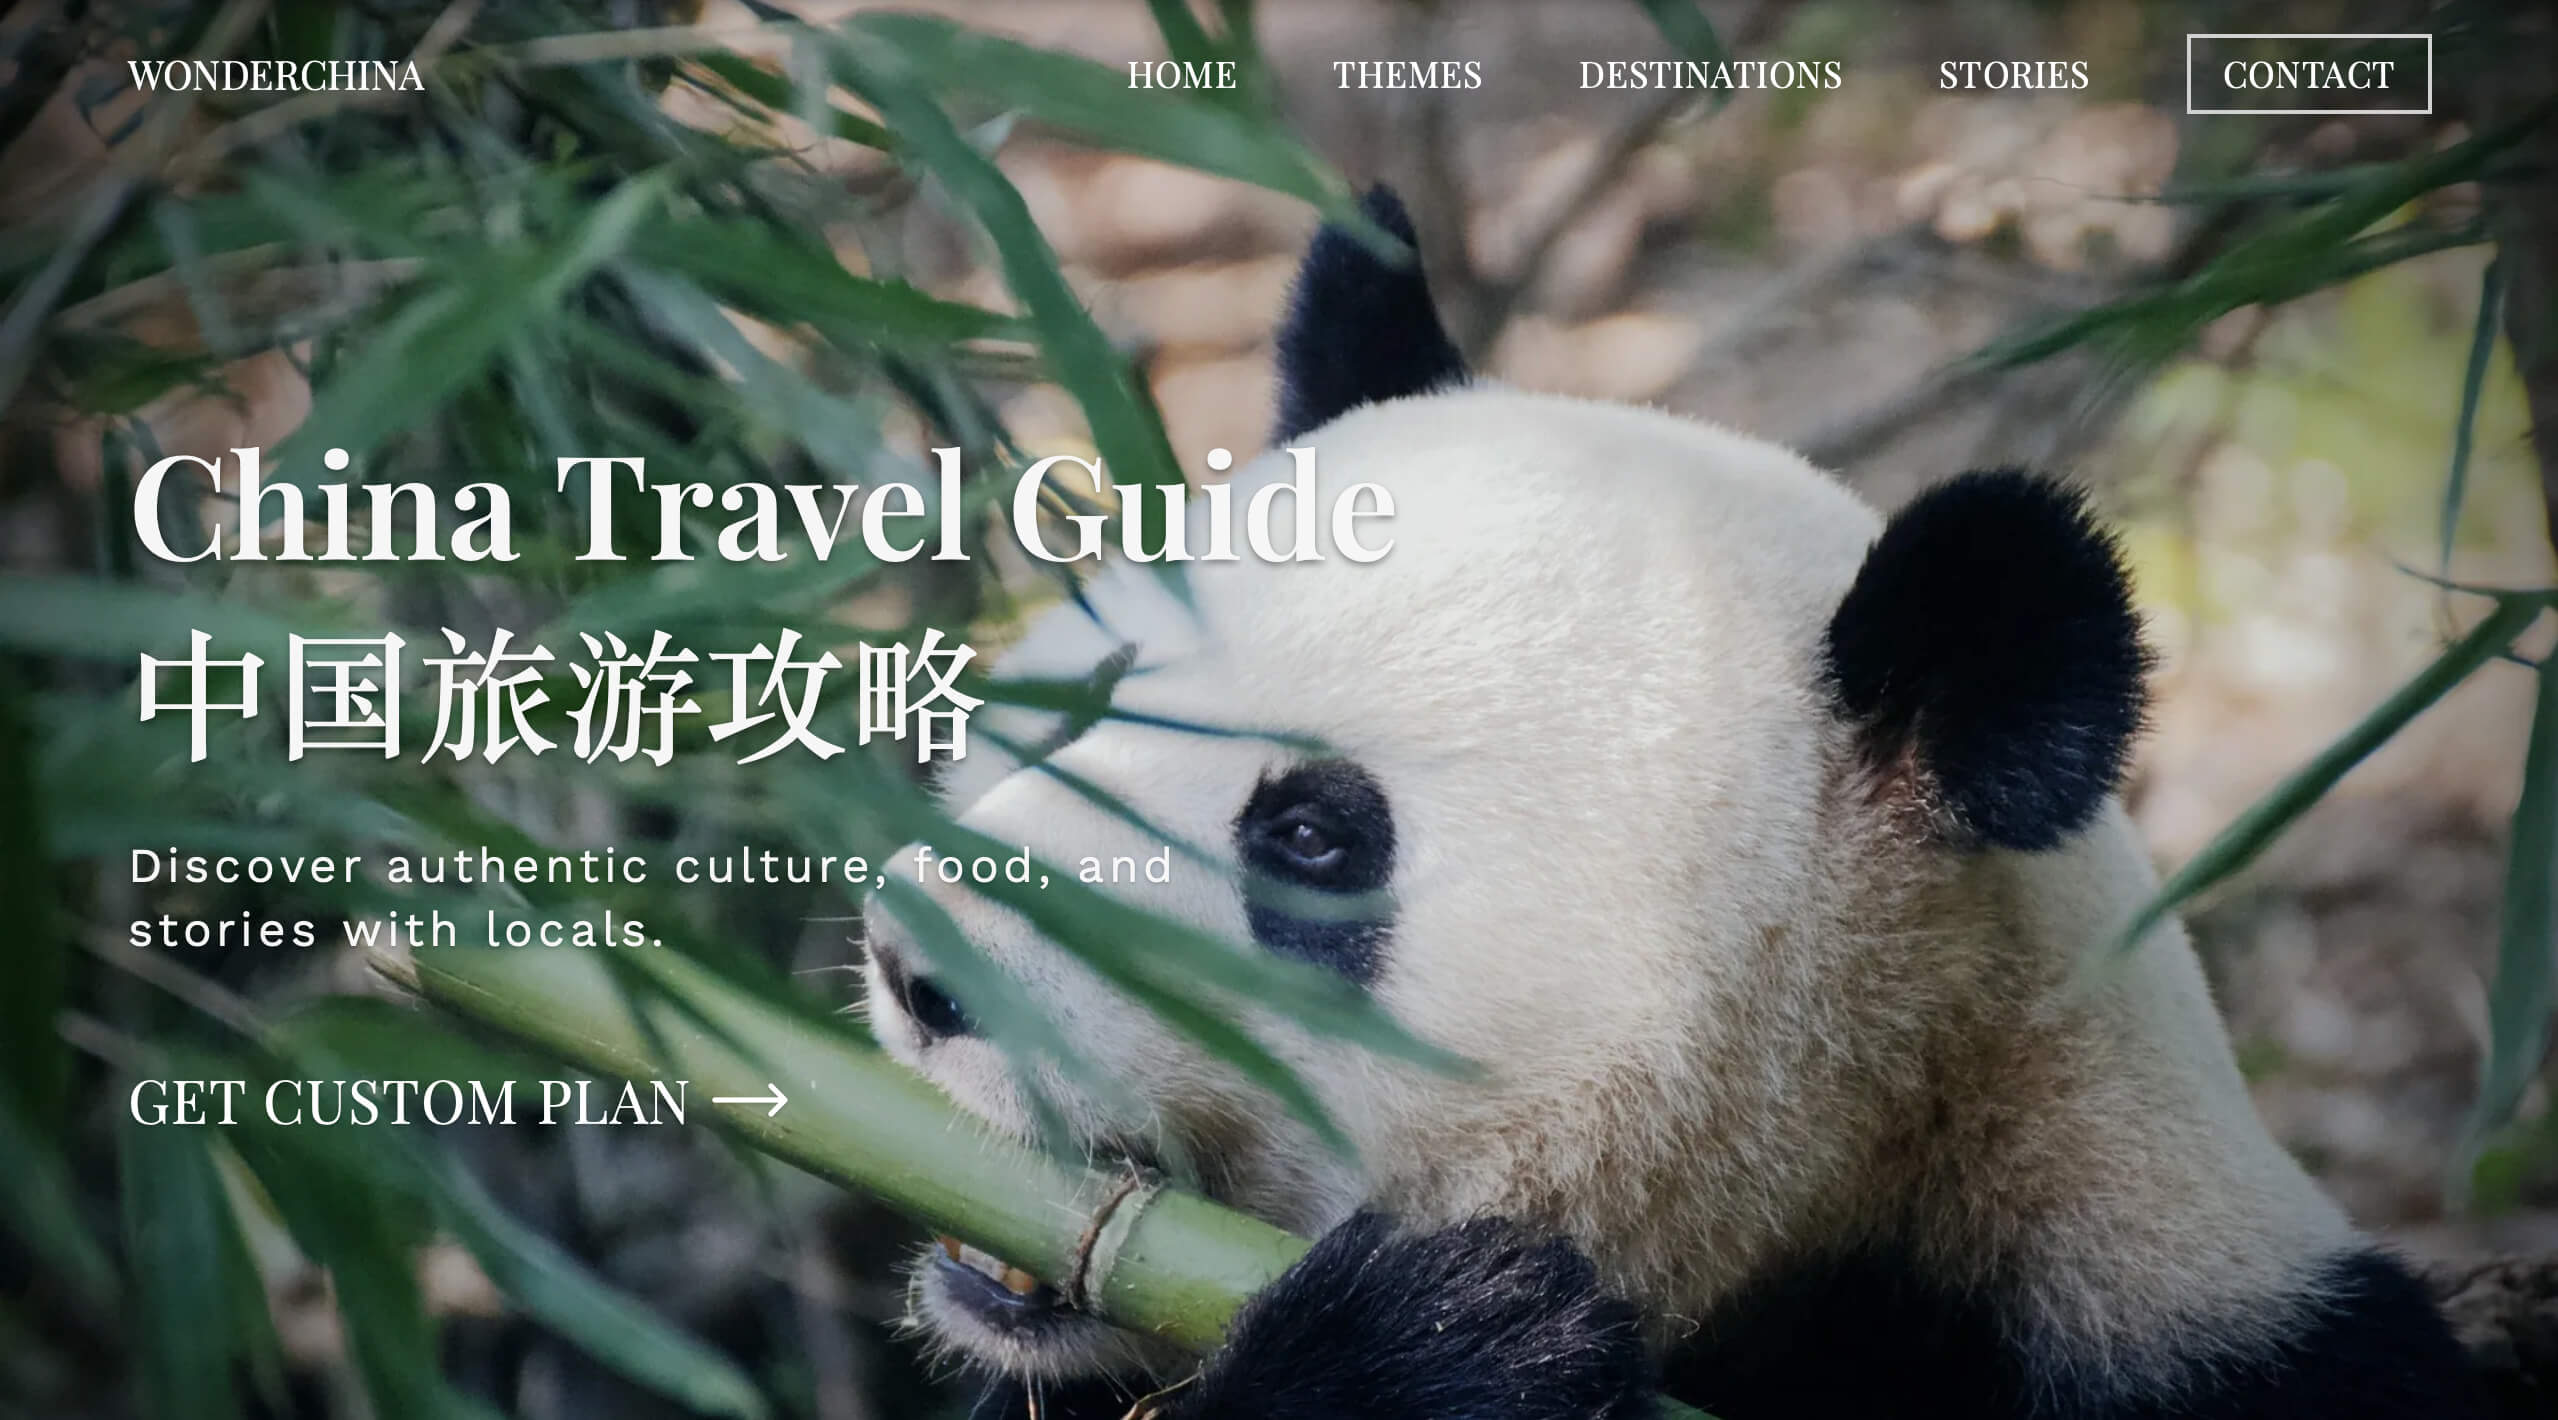 WONDERCHINA
HOME THEMES DESTINATIONS STORIES CONTACT
China Travel Guide
中国旅游攻略
Discover authentic culture, food, and
stories with locals.
GET CUSTOM PLAN →